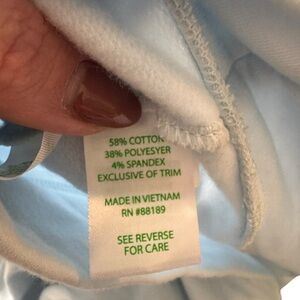 58% COTTON
38% POLYESYER
4% SPANDEX
EXCLUSIVE OF TRIM
MADE IN VIETNAM
RN #88189
SEE REVERSE
FOR CARE